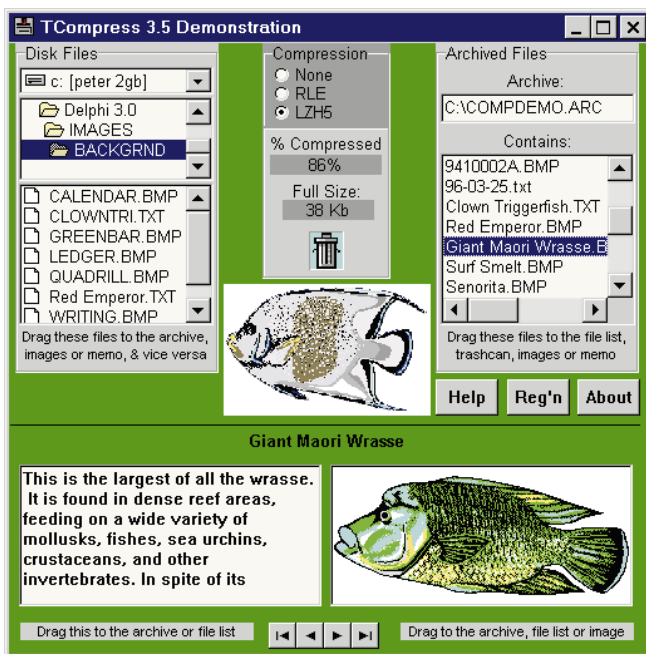 TCompress 3.5 Demonstration
Disk Files
c: [peter 2gb]
Delphi 3.0
IMAGES
BACKGRND
CALENDAR.BMP
CLOWNTRI.TXT
GREENBAR.BMP
LEDGER.BMP
QUADRILL.BMP
Red Emperor.TXT
WRITING.BMP
Drag these files to the archive,
images or memo, & vice versa
Compression
None
RLE
LZH5
% Compressed
86%
Full Size:
38 Kb
Archived Files
Archive:
C:\COMPDEMO.ARC
Contains:
9410002A.BMP
96-03-25.txt
Clown Triggerfish.TXT
Red Emperor.BMP
Giant Maori Wrasse.B
Surf Smelt.BMP
Senorita.BMP
Drag these files to the file list,
trashcan, images or memo
Help
Reg'n
About
Giant Maori Wrasse
This is the largest of all the wrasse.
It is found in dense reef areas,
feeding on a wide variety of
mollusks, fishes, sea urchins,
crustaceans, and other
invertebrates. In spite of its
Drag this to the archive or file list
Drag to the archive, file list or image